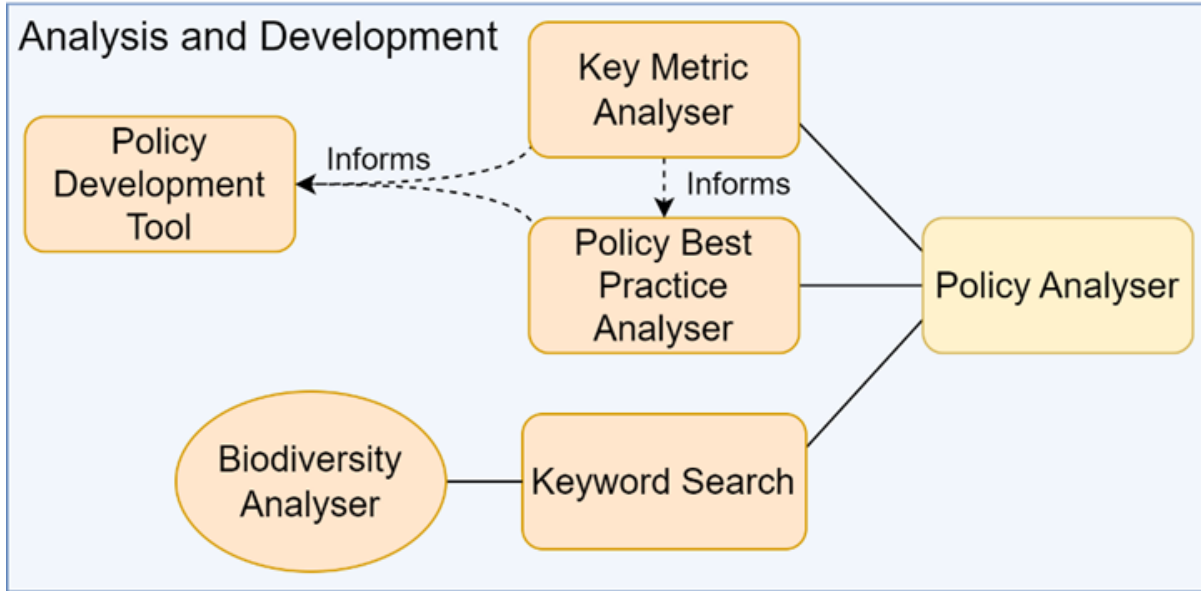 Analysis and Development
Key Metric
Analyser
Policy
Development
Tool
Informs
Informs
Policy Best
Practice
Analyser
Policy Analyser
Biodiversity
Analyser
Keyword Search